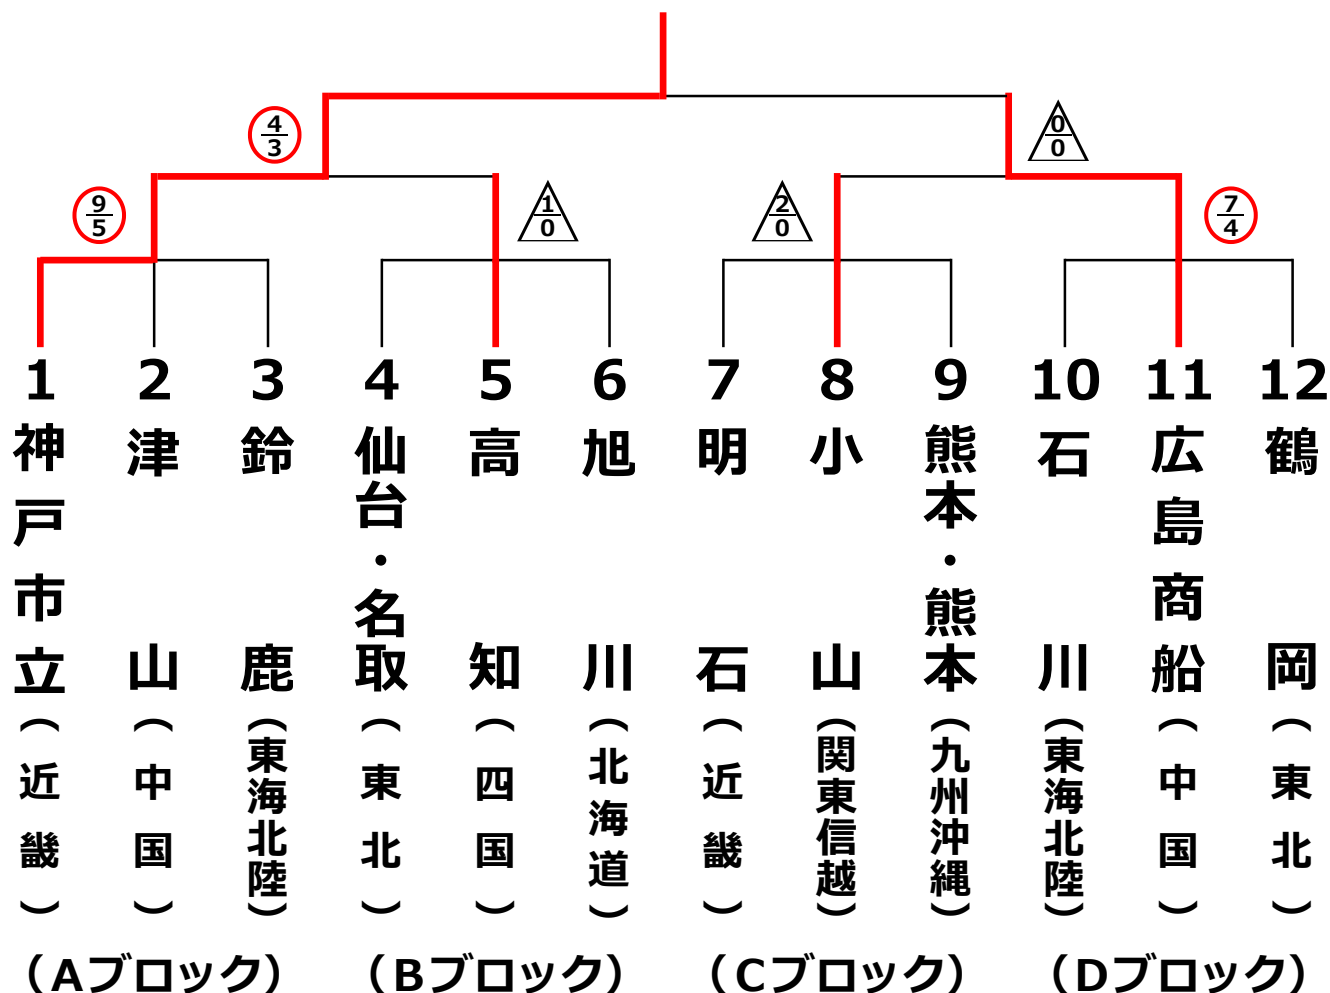 4
3
0
0
9
5
1
0
2
0
7
4
1
2
3
4
5
6
7
8
9
10
11
12
神戸市立(近畿)
津山(中国)
鈴鹿(東海北陸)
仙台・名取(東北)
高知(四国)
旭川(北海道)
明石(近畿)
小山(関東信越)
熊本・熊本(九州沖縄)
石川(東海北陸)
広島商船(中国)
鶴岡(東北)
(Aブロック)
(Bブロック)
(Cブロック)
(Dブロック)